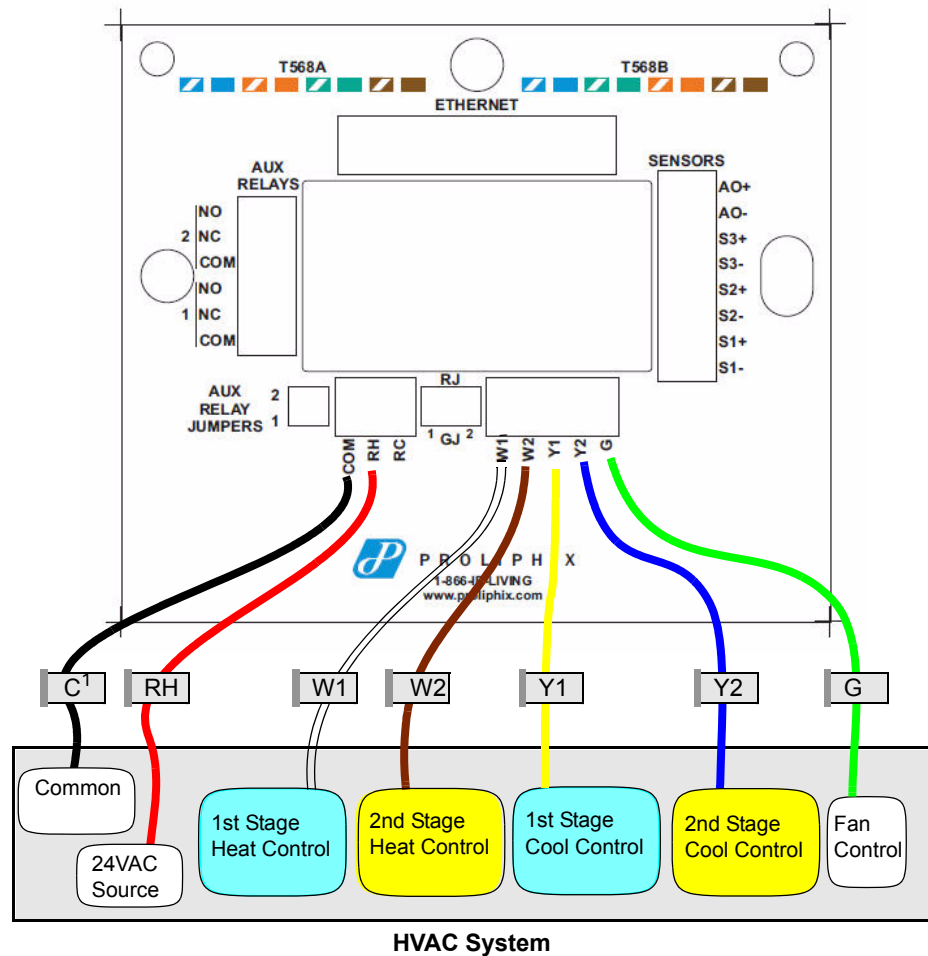 T568A
T568B
ETHERNET
AUX
RELAYS
SENSORS
NO
2 NC
COM
NO
1 NC
COM
AO+
AO-
S3+
S3-
S2+
S2-
S1+
S1-
AUX
RELAY
JUMPERS
2
1
RJ
1 GJ 2
COM
RH
RC
W1
W2
Y1
Y2
G
PROLIPHIX
1-866-IP-LIVING
www.proliphix.com
C1
RH
W1
W2
Y1
Y2
G
Common
24VAC
Source
1st Stage
Heat Control
2nd Stage
Heat Control
1st Stage
Cool Control
2nd Stage
Cool Control
Fan
Control
HVAC System